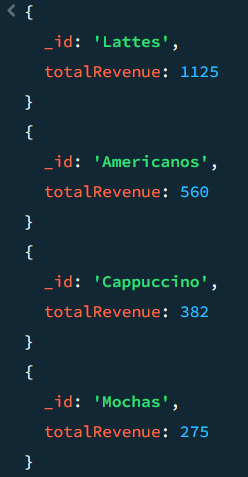 {
_id: 'Lattes',
totalRevenue: 1125
}
{
_id: 'Americanos',
totalRevenue: 560
}
{
_id: 'Cappuccino',
totalRevenue: 382
}
{
_id: 'Mochas',
totalRevenue: 275
}